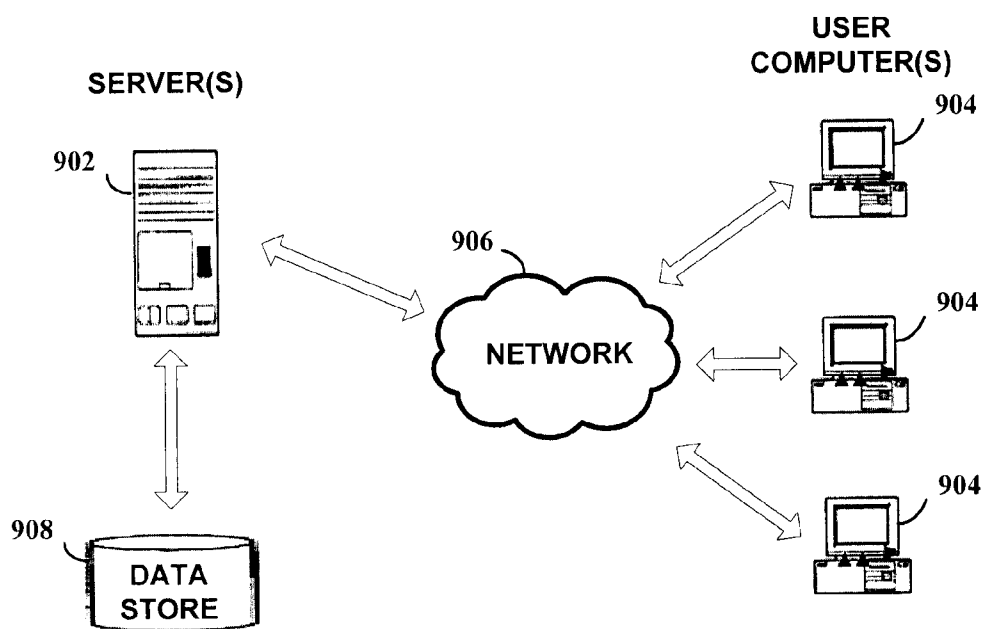 USER
COMPUTER(S)
SERVER(S)
904
902
906
904
NETWORK
904
908
DATA
STORE